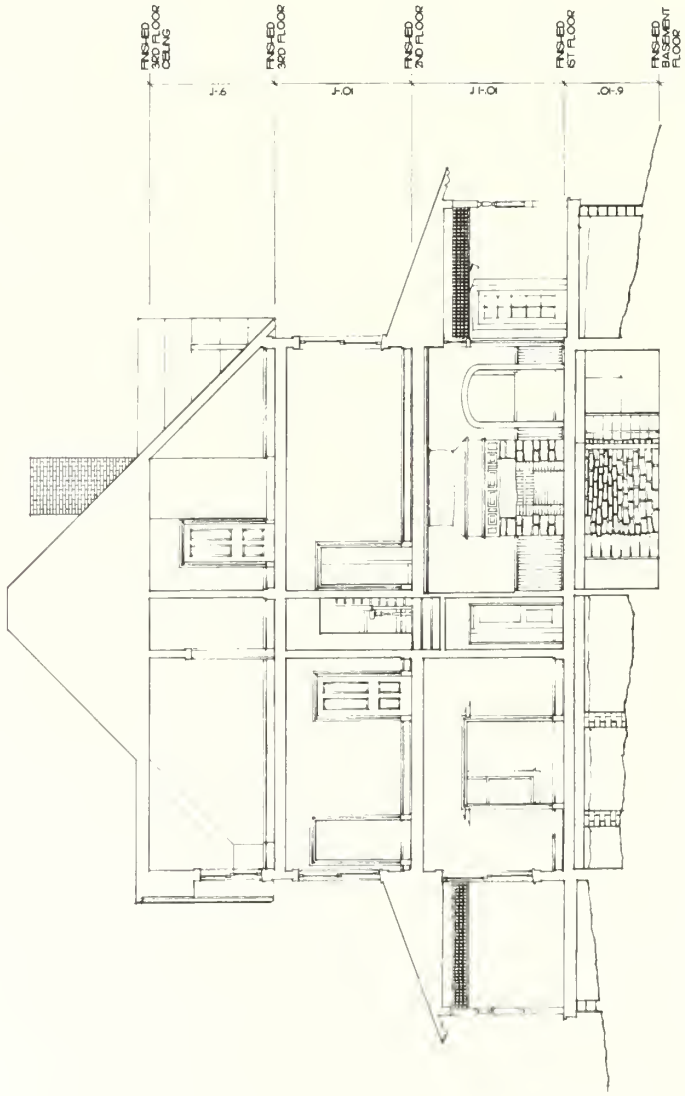 FINISHED
3RD FLOOR
CEILING
9'-1"
FINISHED
3RD FLOOR
10'-1"
FINISHED
2ND FLOOR
10'-11"
FINISHED
1ST FLOOR
6'-10"
FINISHED
BASEMENT
FLOOR